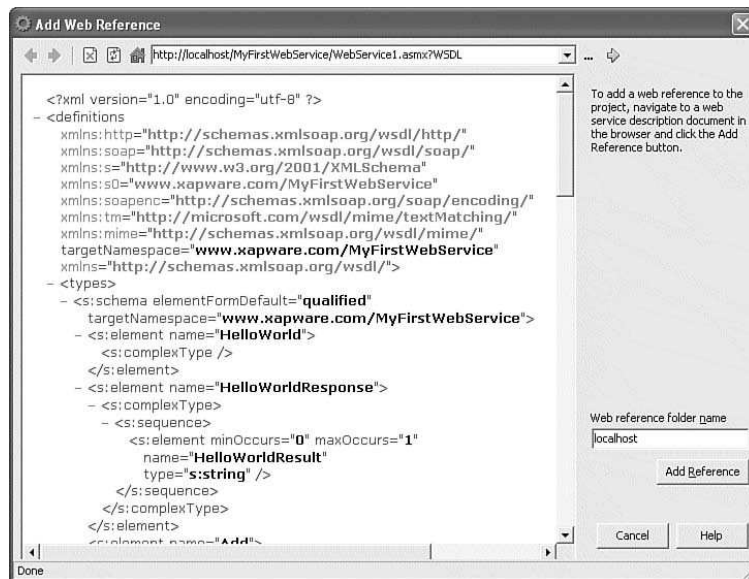 Add Web Reference
http://localhost/MyFirstWebService/WebService1.asmx?WSDL
...
<?xml version="1.0" encoding="utf-8" ?>
- <definitions
xmlns:http="http://schemas.xmlsoap.org/wsdl/http/"
xmlns:soap="http://schemas.xmlsoap.org/wsdl/soap/"
xmlns:s="http://www.w3.org/2001/XMLSchema"
xmlns:s0="www.xapware.com/MyFirstWebService"
xmlns:soapenc="http://schemas.xmlsoap.org/soap/encoding/"
xmlns:tm="http://microsoft.com/wsdl/mime/textMatching/"
xmlns:mime="http://schemas.xmlsoap.org/wsdl/mime/"
targetNamespace="www.xapware.com/MyFirstWebService"
xmlns="http://schemas.xmlsoap.org/wsdl/">
- <types>
- <s:schema elementFormDefault="qualified"
targetNamespace="www.xapware.com/MyFirstWebService">
- <s:element name="HelloWorld">
<s:complexType />
</s:element>
- <s:element name="HelloWorldResponse">
- <s:complexType>
- <s:sequence>
<s:element minOccurs="0" maxOccurs="1"
name="HelloWorldResult"
type="s:string" />
</s:sequence>
</s:complexType>
</s:element>
- <s:element name="Add">
To add a web reference to the
project, navigate to a web
service description document in
the browser and click the Add
Reference button.
Web reference folder name
localhost
Add Reference
Cancel
Help
Done